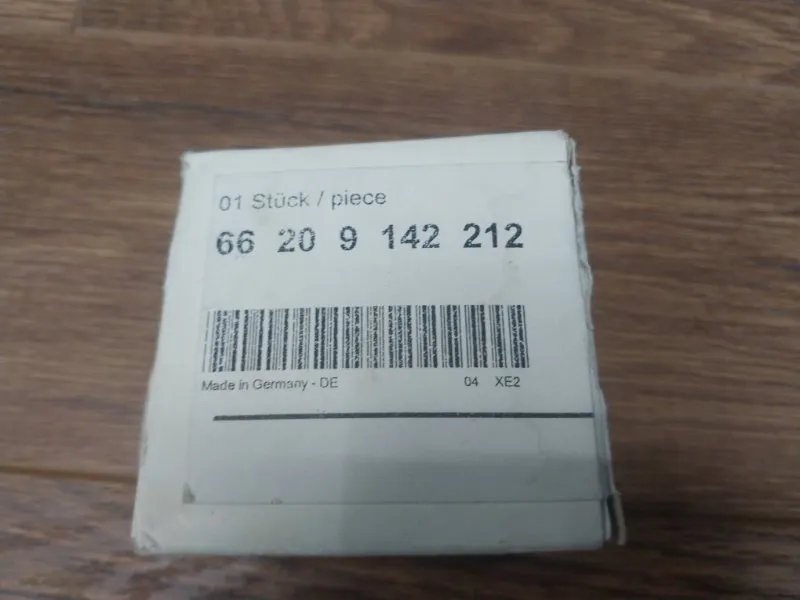 01 Stück / piece
66 20 9 142 212
Made in Germany - DE 04 XE2